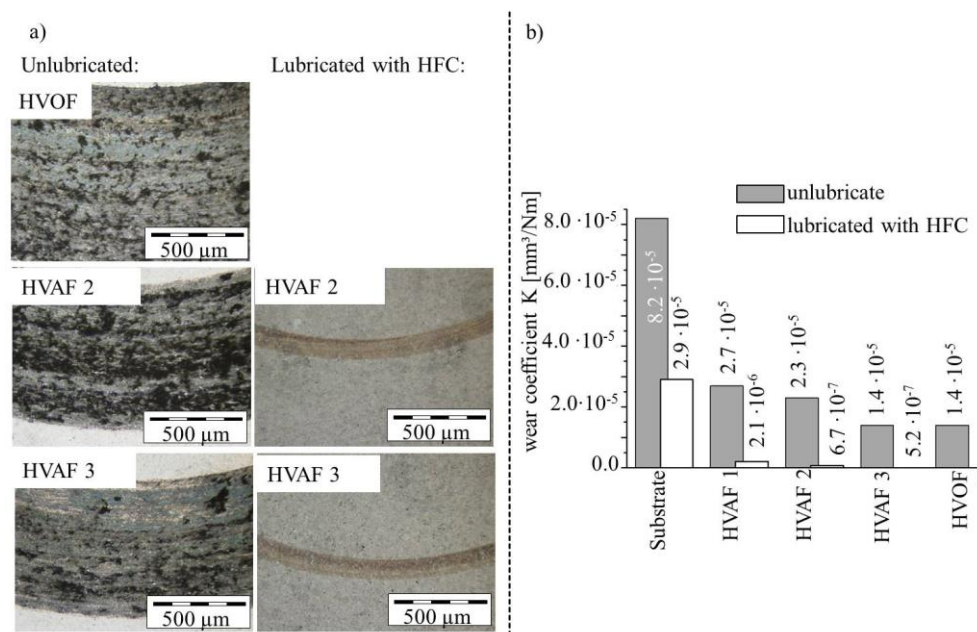 a)
Unlubricated:
Lubricated with HFC:
HVOF
500 µm
HVAF 2
500 µm
HVAF 2
500 µm
HVAF 3
500 µm
HVAF 3
500 µm
b)
unlubricate
lubricated with HFC
wear coefficient K [mm³/Nm]
8.0 ·10⁻⁵
6.0 ·10⁻⁵
4.0 ·10⁻⁵
2.0 ·10⁻⁵
0.0
8.2 ·10⁻⁵
2.9 ·10⁻⁵
2.7 ·10⁻⁵
2.1 ·10⁻⁶
2.3 ·10⁻⁵
6.7 ·10⁻⁷
1.4 ·10⁻⁵
5.2 ·10⁻⁷
1.4 ·10⁻⁵
Substrate
HVAF 1
HVAF 2
HVAF 3
HVOF